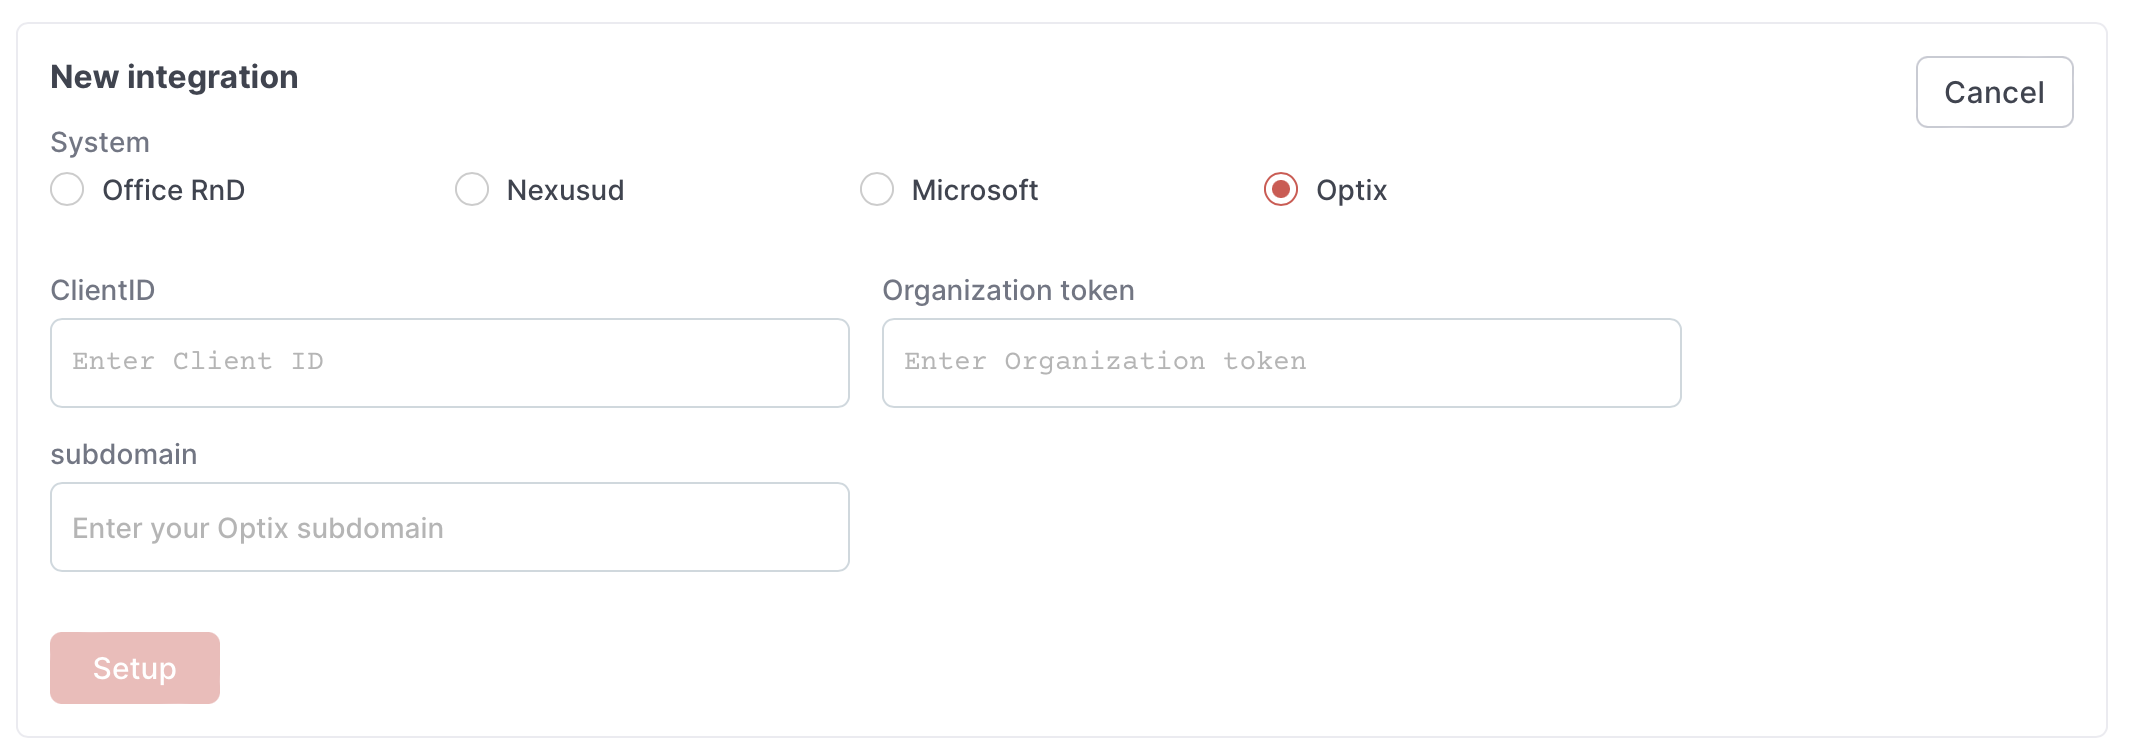 New integration
Cancel
System
Office RnD
Nexusud
Microsoft
Optix
ClientID
Organization token
Enter Client ID
Enter Organization token
subdomain
Enter your Optix subdomain
Setup